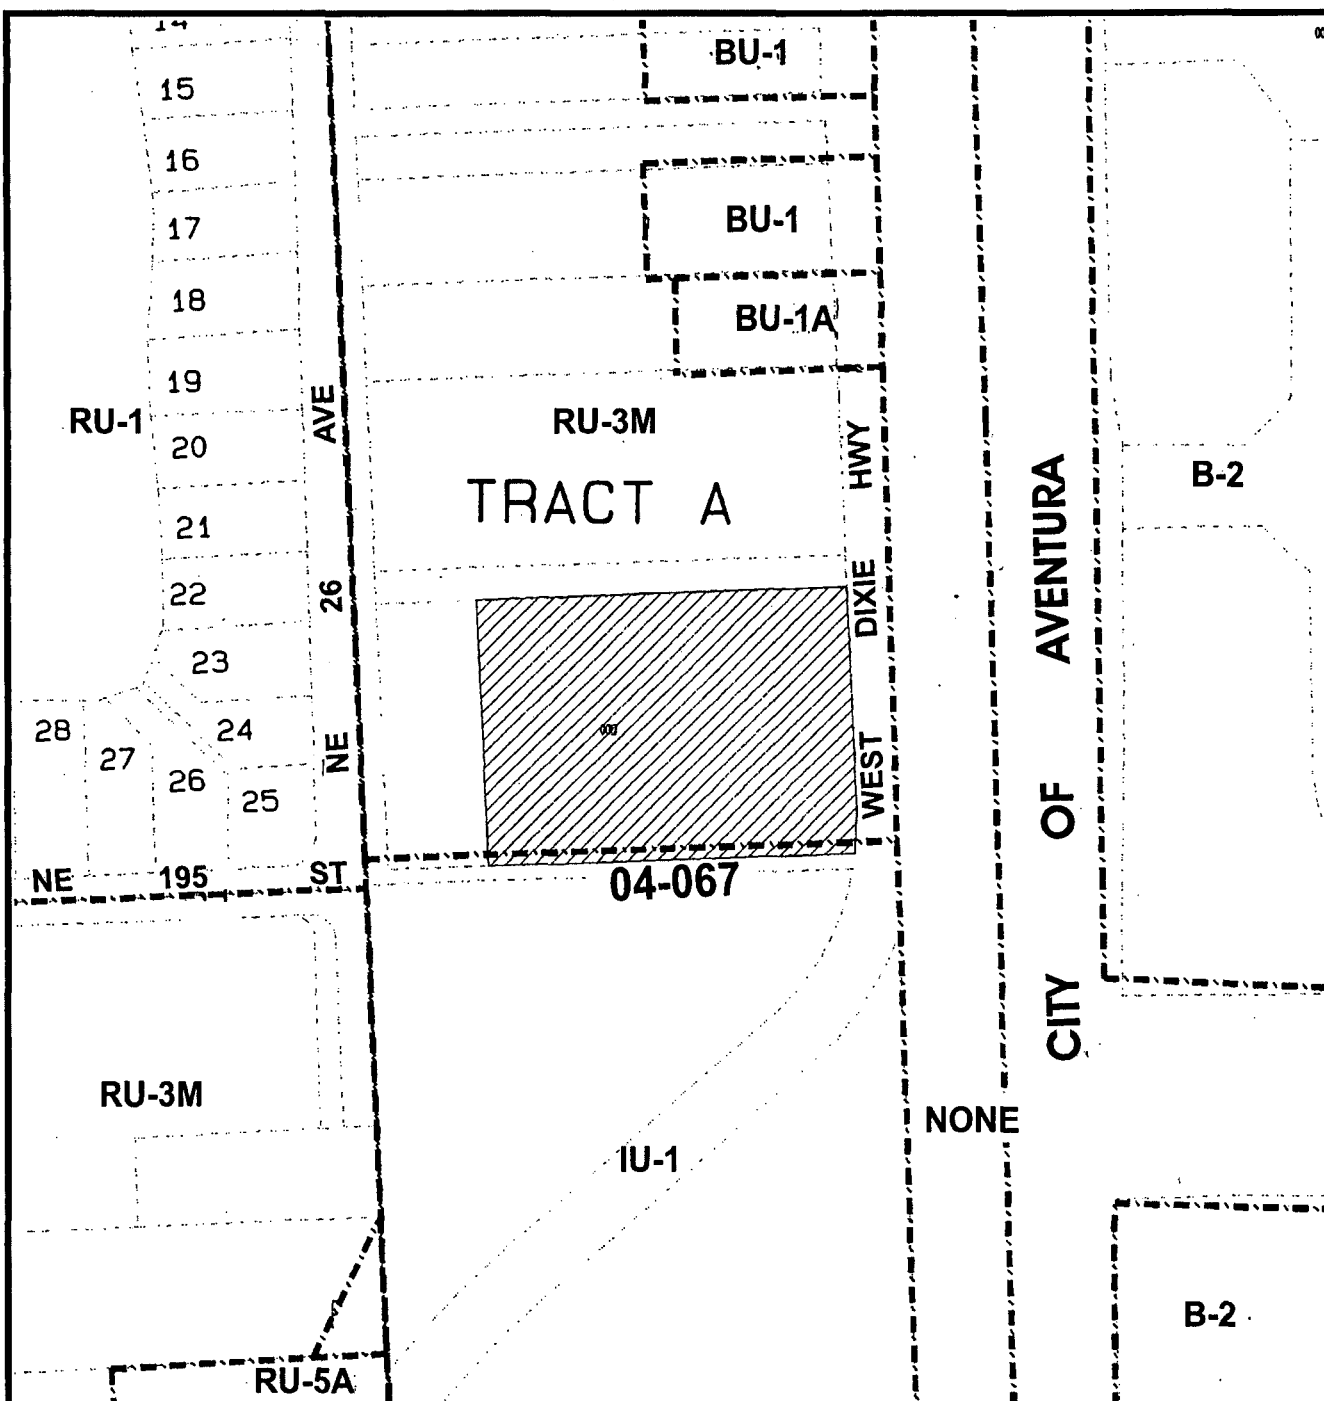 14
BU-1
15
16
17
BU-1
18
BU-1A
19
RU-1
AVE
RU-3M
HWY
20
B-2
TRACT A
21
26
DIXIE
22
23
24
28
27
NE
WEST
26
25
NE 195 ST
04-067
CITY OF AVENTURA
RU-3M
NONE
IU-1
B-2
RU-5A